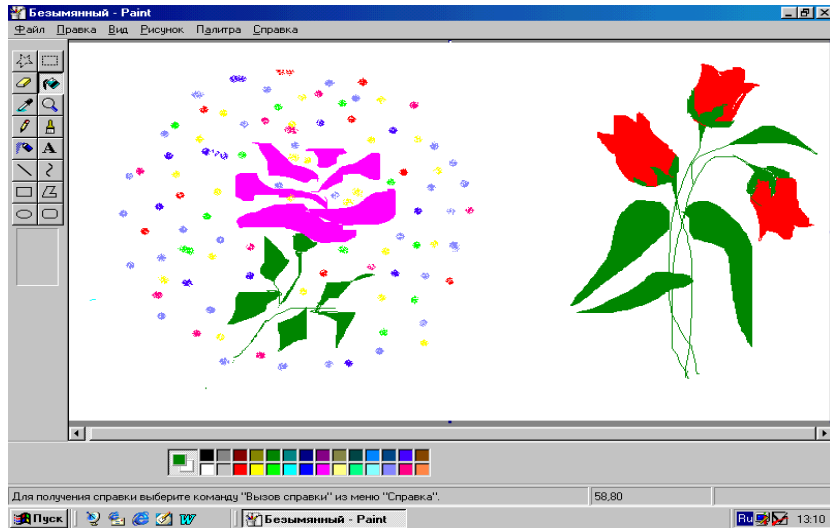 Безымянный - Paint
Файл Правка Вид Рисунок Палитра Справка
A
Для получения справки выберите команду "Вызов справки" из меню "Справка". 58,80
Пуск W Безымянный - Paint Ru 13:10